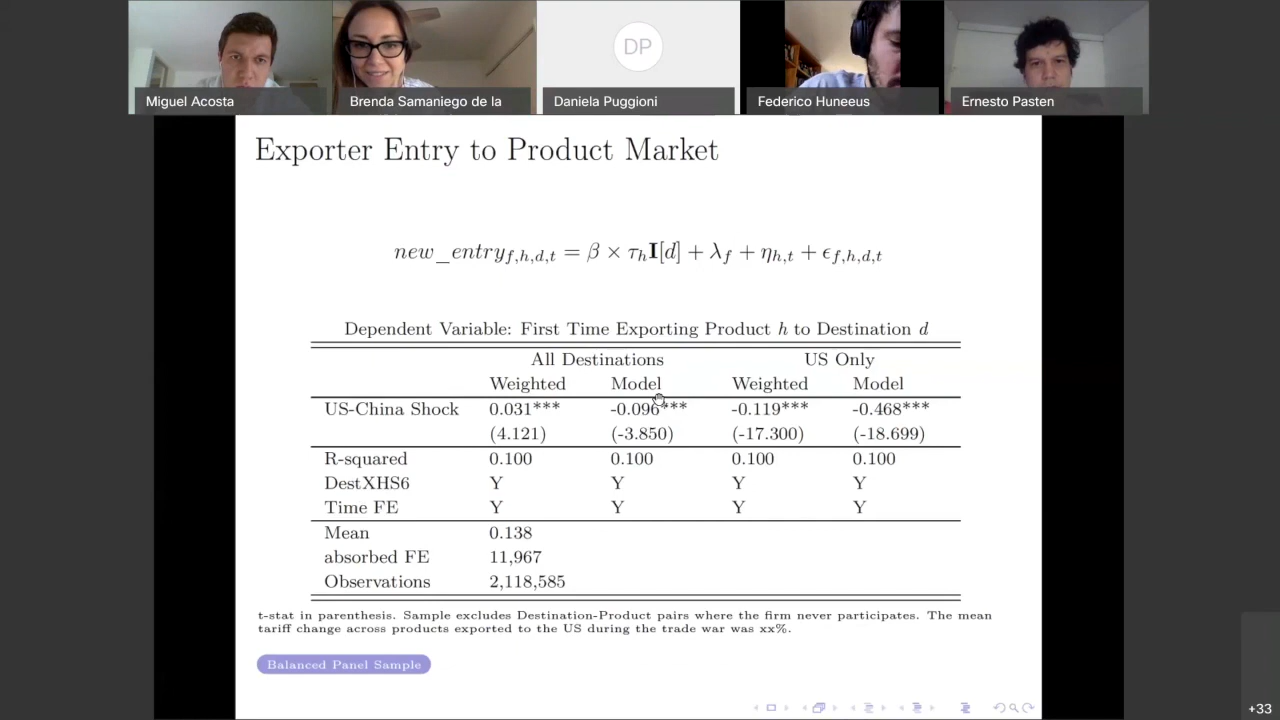 DP
Miguel Acosta
Brenda Samaniego de la
Daniela Puggioni
Federico Huneeus
Ernesto Pasten
Exporter Entry to Product Market
new_entry_{f,h,d,t} = β × τ_h I[d] + λ_f + η_{h,t} + ϵ_{f,h,d,t}
Dependent Variable: First Time Exporting Product h to Destination d
All Destinations US Only
Weighted Model Weighted Model
US-China Shock 0.031*** -0.096*** -0.119*** -0.468***
(4.121) (-3.850) (-17.300) (-18.699)
R-squared 0.100 0.100 0.100 0.100
DestXHS6 Y Y Y Y
Time FE Y Y Y Y
Mean 0.138
absorbed FE 11,967
Observations 2,118,585
t-stat in parenthesis. Sample excludes Destination-Product pairs where the firm never participates. The mean
tariff change across products exported to the US during the trade war was xx%.
Balanced Panel Sample
+33